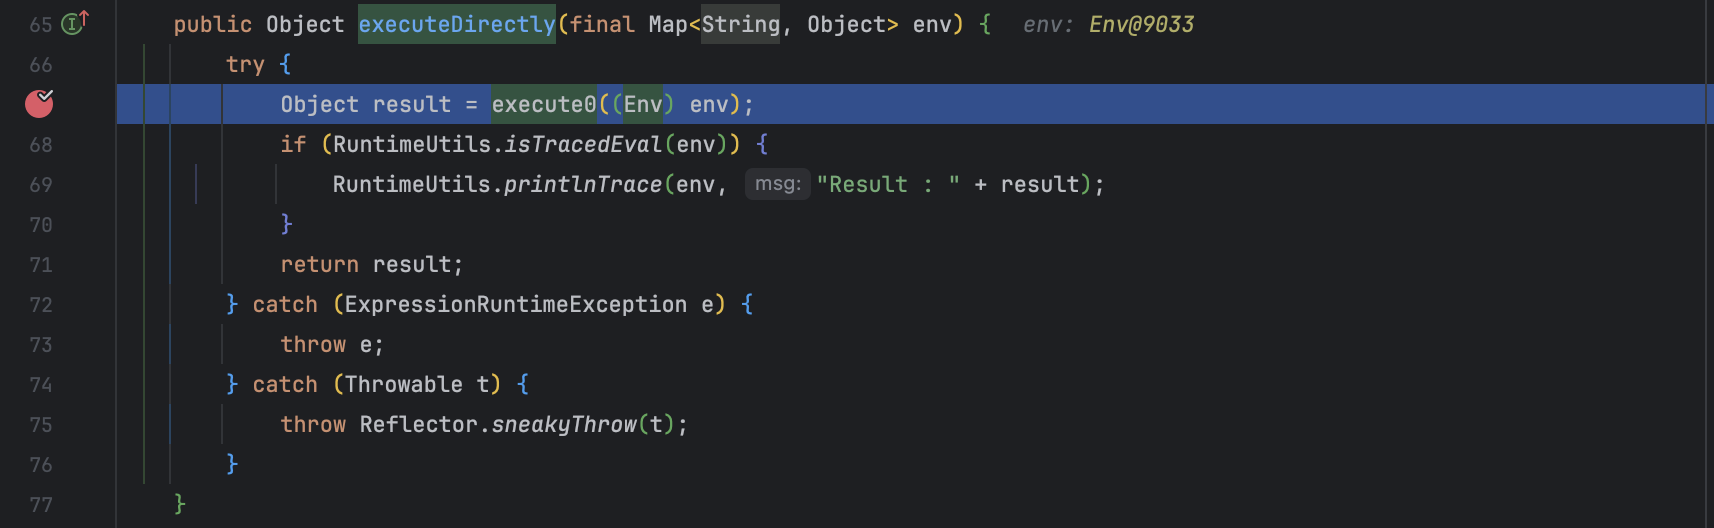 65 public Object executeDirectly(final Map<String, Object> env) { env: Env@9033
66 try {
Object result = execute0((Env) env);
68 if (RuntimeUtils.isTracedEval(env)) {
69 RuntimeUtils.printlnTrace(env, msg: "Result : " + result);
70 }
71 return result;
72 } catch (ExpressionRuntimeException e) {
73 throw e;
74 } catch (Throwable t) {
75 throw Reflector.sneakyThrow(t);
76 }
77 }